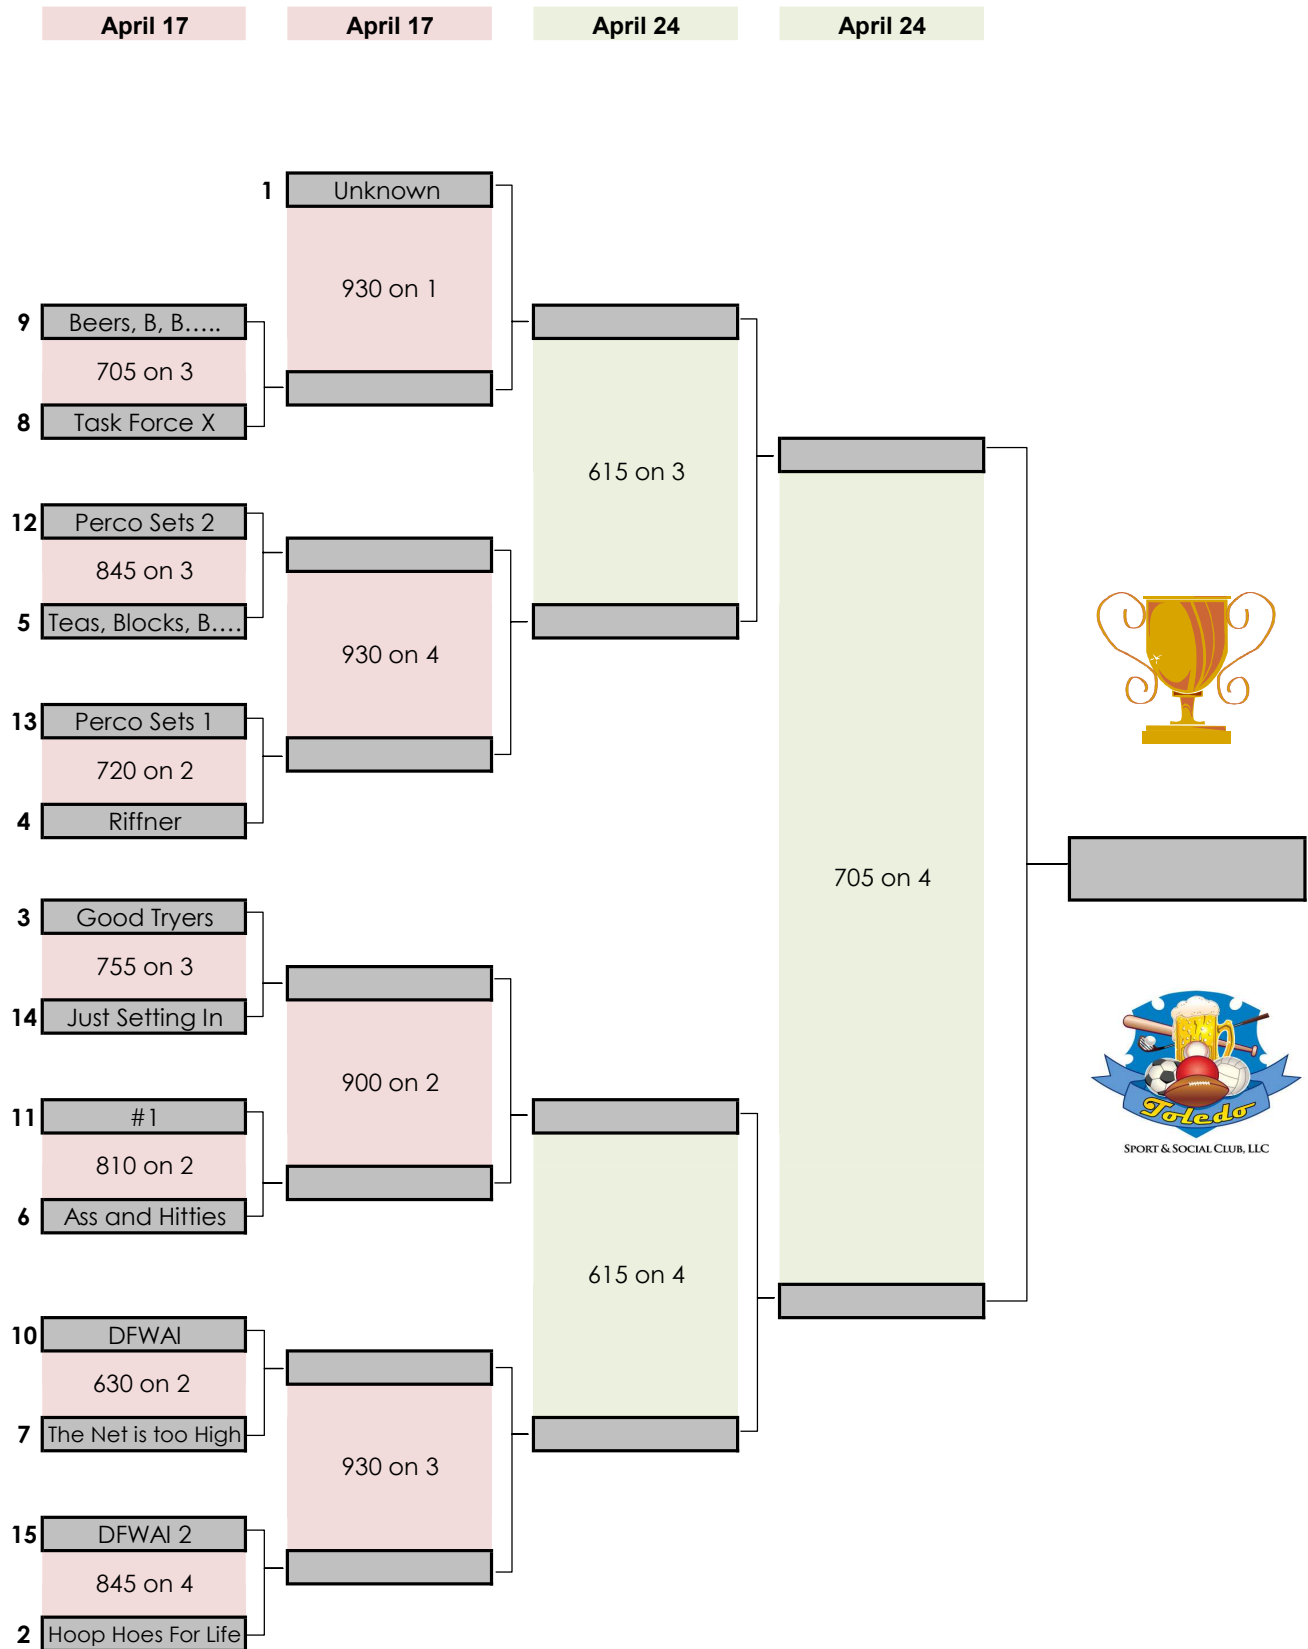 April 17
April 17
April 24
April 24
1 Unknown
930 on 1
9 Beers, B, B.....
705 on 3
8 Task Force X
615 on 3
12 Perco Sets 2
845 on 3
5 Teas, Blocks, B....
930 on 4
13 Perco Sets 1
720 on 2
4 Riffner
705 on 4
3 Good Tryers
755 on 3
14 Just Setting In
900 on 2
11 #1
810 on 2
6 Ass and Hitties
615 on 4
10 DFWAI
630 on 2
7 The Net is too High
930 on 3
15 DFWAI 2
845 on 4
2 Hoop Hoes For Life
Toledo
SPORT & SOCIAL CLUB, LLC